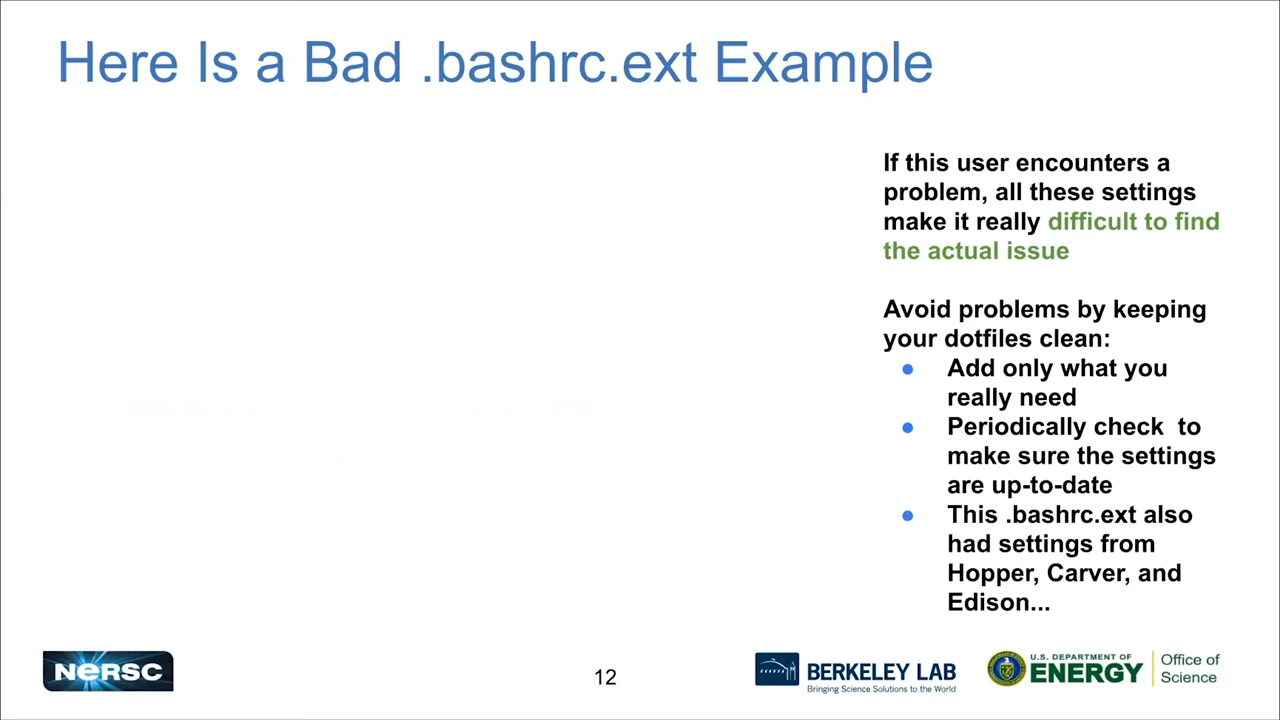 Here Is a Bad .bashrc.ext Example
If this user encounters a
problem, all these settings
make it really difficult to find
the actual issue
Avoid problems by keeping
your dotfiles clean:
● Add only what you
really need
● Periodically check  to
make sure the settings
are up-to-date
● This .bashrc.ext also
had settings from
Hopper, Carver, and
Edison...
NERSC
12
BERKELEY LAB
Bringing Science Solutions to the World
U.S. DEPARTMENT OF
ENERGY
Office of
Science